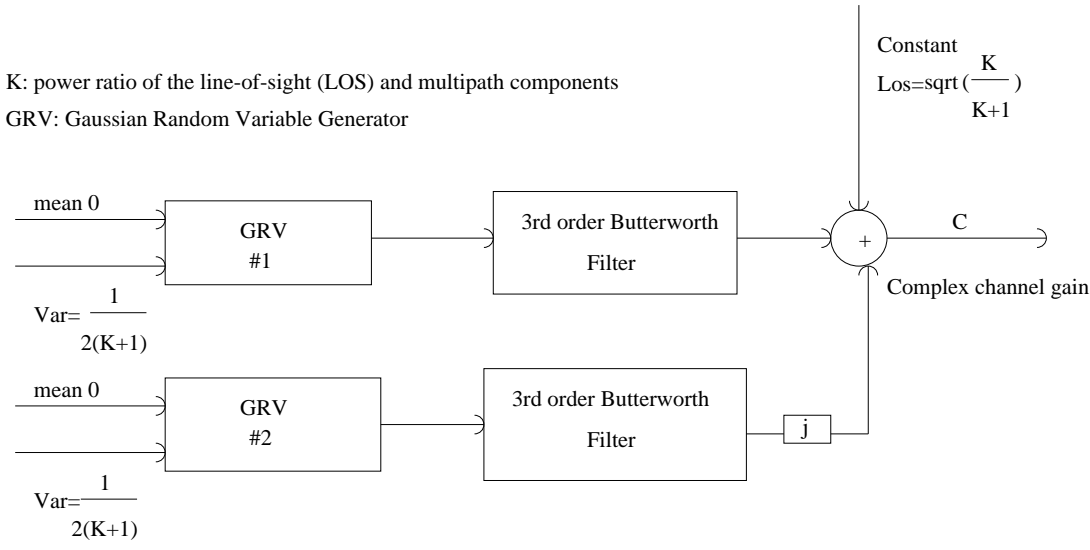 K: power ratio of the line-of-sight (LOS) and multipath components
GRV: Gaussian Random Variable Generator
Constant
Los=sqrt(K/K+1)
mean 0
GRV
#1
Var=1/2(K+1)
3rd order Butterworth
Filter
+
C
Complex channel gain
mean 0
GRV
#2
Var=1/2(K+1)
3rd order Butterworth
Filter
j